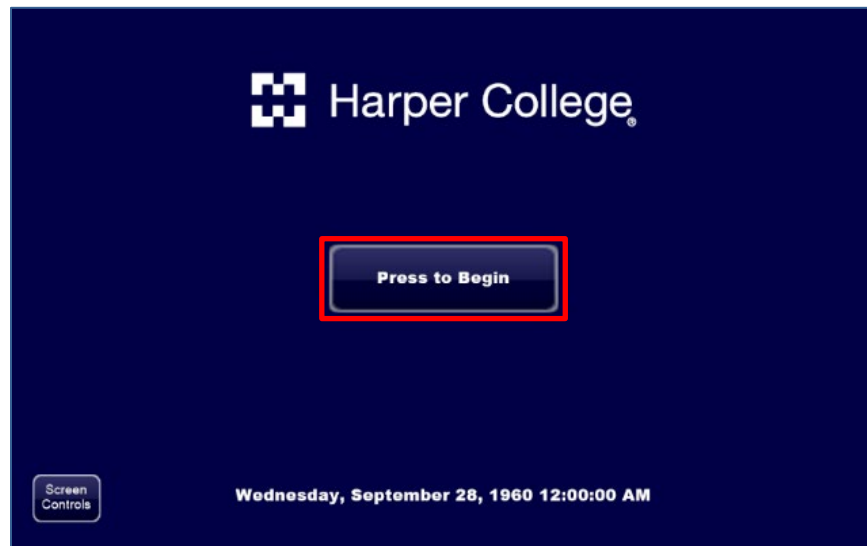 Harper College®
Press to Begin
Screen
Controls
Wednesday, September 28, 1960 12:00:00 AM